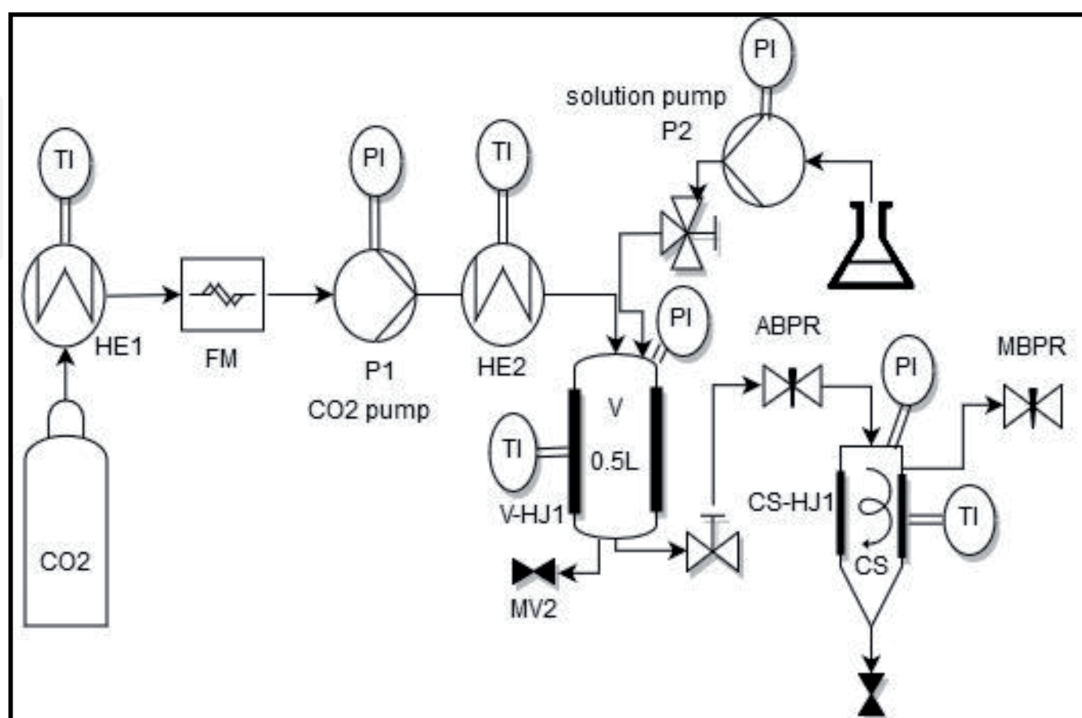 PI
solution pump
P2
TI
PI
TI
HE1
FM
P1
CO2 pump
HE2
PI
ABPR
MBPR
PI
V
0.5L
TI
V-HJ1
CS-HJ1
TI
CS
CO2
MV2